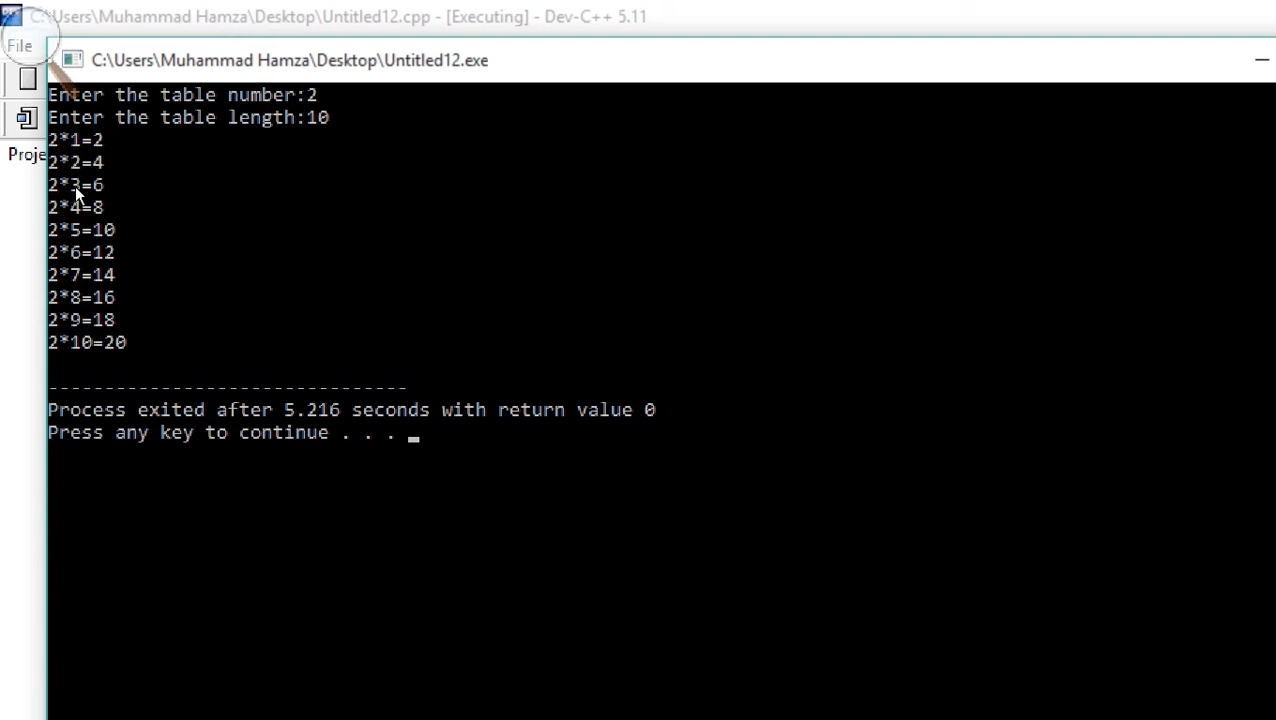 C:\Users\Muhammad Hamza\Desktop\Untitled12.cpp - [Executing] - Dev-C++ 5.11
File
C:\Users\Muhammad Hamza\Desktop\Untitled12.exe
Enter the table number:2
Enter the table length:10
2*1=2
Proje
2*2=4
2*3=6
2*4=8
2*5=10
2*6=12
2*7=14
2*8=16
2*9=18
2*10=20
--------------------------------
Process exited after 5.216 seconds with return value 0
Press any key to continue . . . _